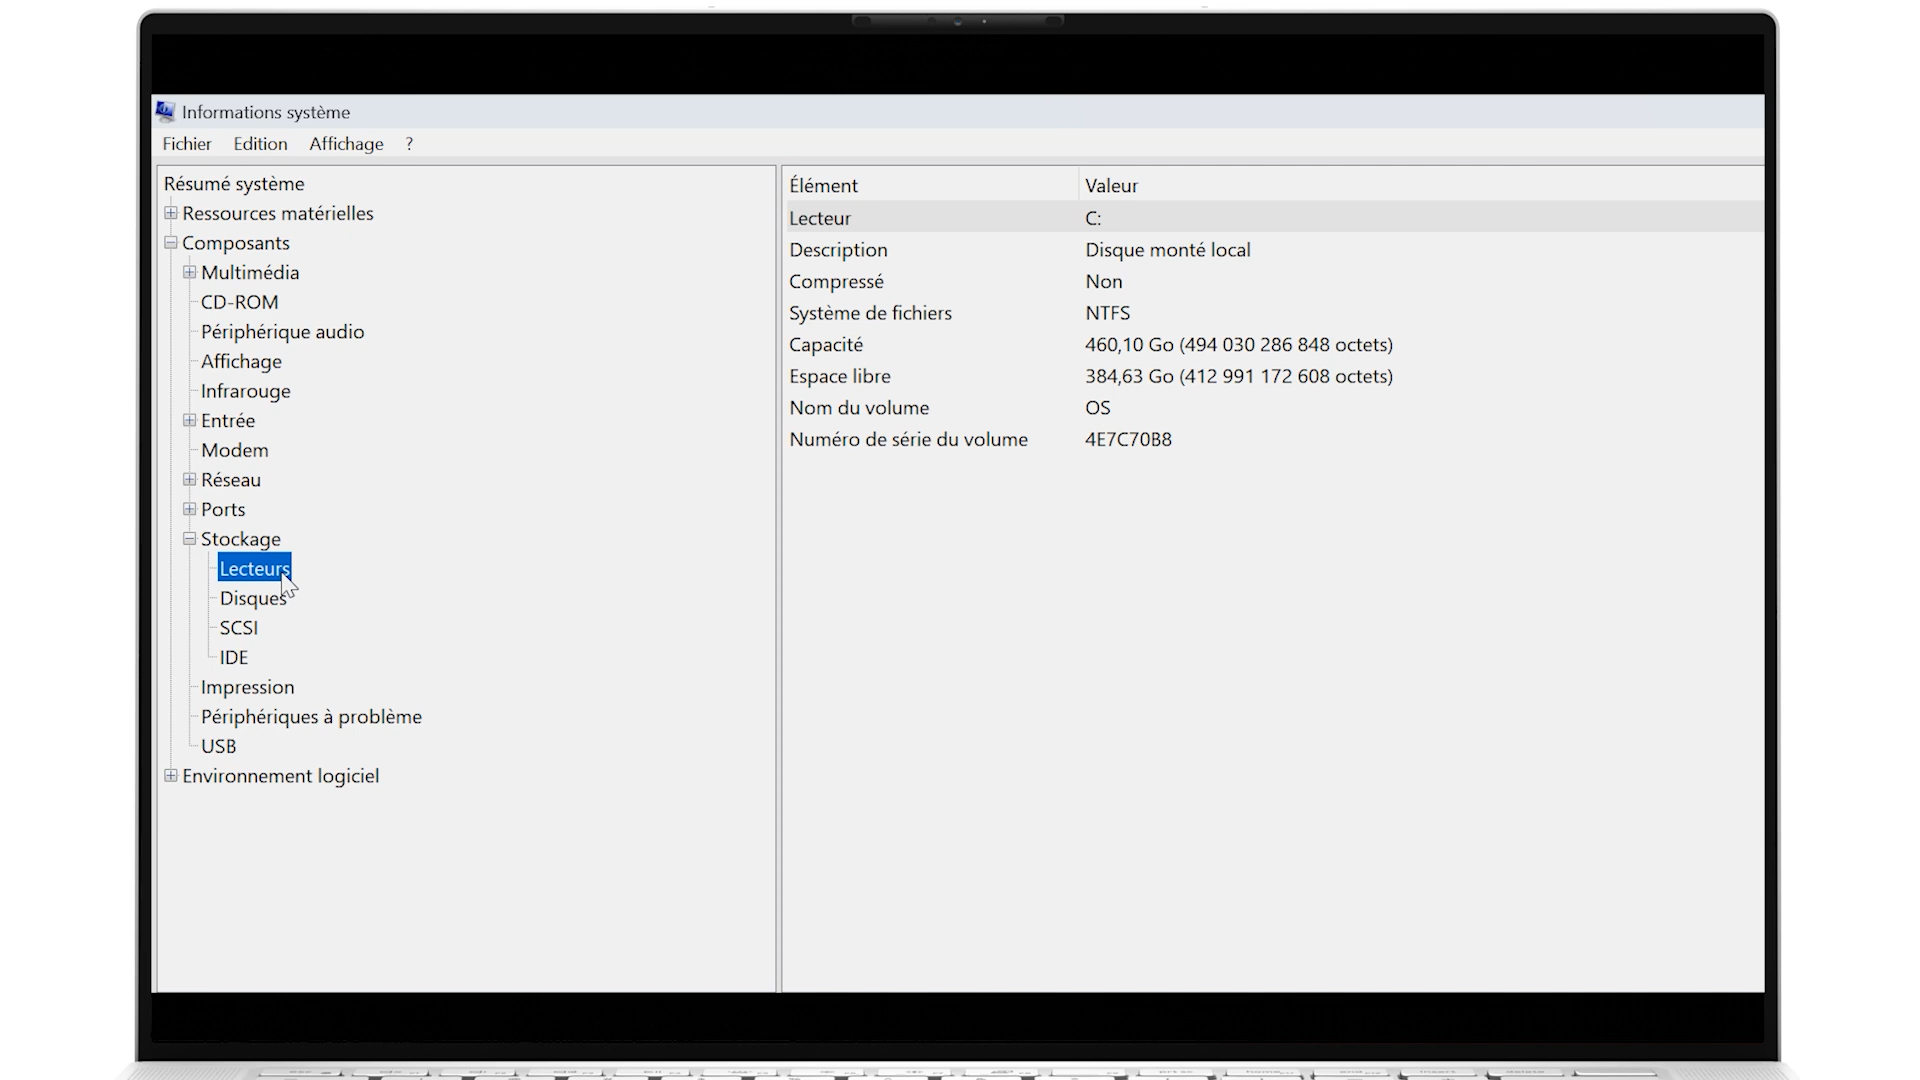 Informations système
Fichier Edition Affichage ?
Résumé système
Ressources matérielles
Composants
Multimédia
CD-ROM
Périphérique audio
Affichage
Infrarouge
Entrée
Modem
Réseau
Ports
Stockage
Lecteurs
Disques
SCSI
IDE
Impression
Périphériques à problème
USB
Environnement logiciel
Élément Valeur
Lecteur C:
Description Disque monté local
Compressé Non
Système de fichiers NTFS
Capacité 460,10 Go (494 030 286 848 octets)
Espace libre 384,63 Go (412 991 172 608 octets)
Nom du volume OS
Numéro de série du volume 4E7C70B8